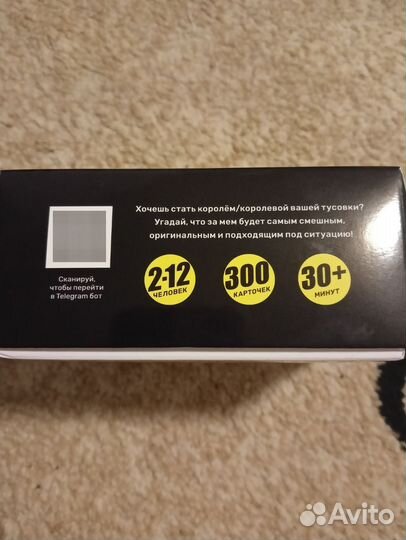 Хочешь стать королём/королевой вашей тусовки?
Угадай, что за мем будет самым смешным,
оригинальным и подходящим под ситуацию!
Сканируй,
чтобы перейти
в Telegram бот
2-12
ЧЕЛОВЕК
300
КАРТОЧЕК
30+
МИНУТ
Avito